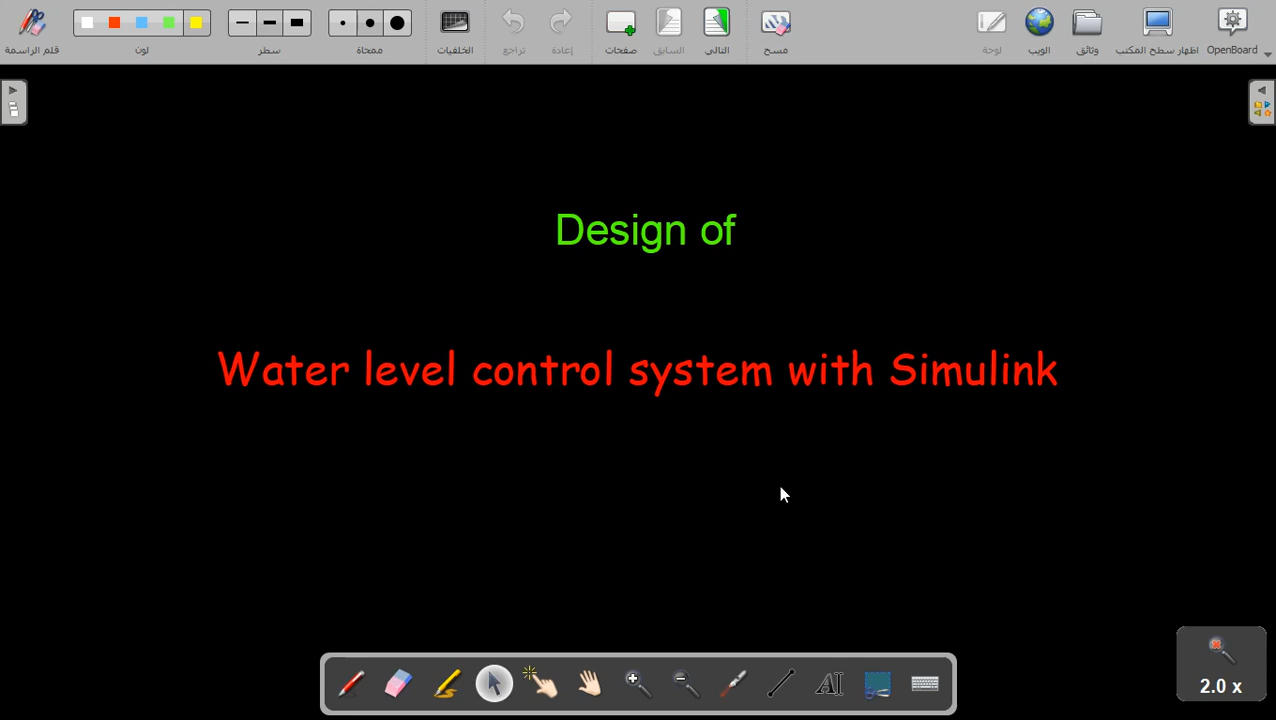 قلم الراسمة
لون
سطر
ممحاة
الخلفيات
تراجع
إعادة
صفحات
السابق
التالي
مسح
لوحة
الويب
وثائق
اظهار سطح المكتب
OpenBoard
Design of
Water level control system with Simulink
AI
2.0 x